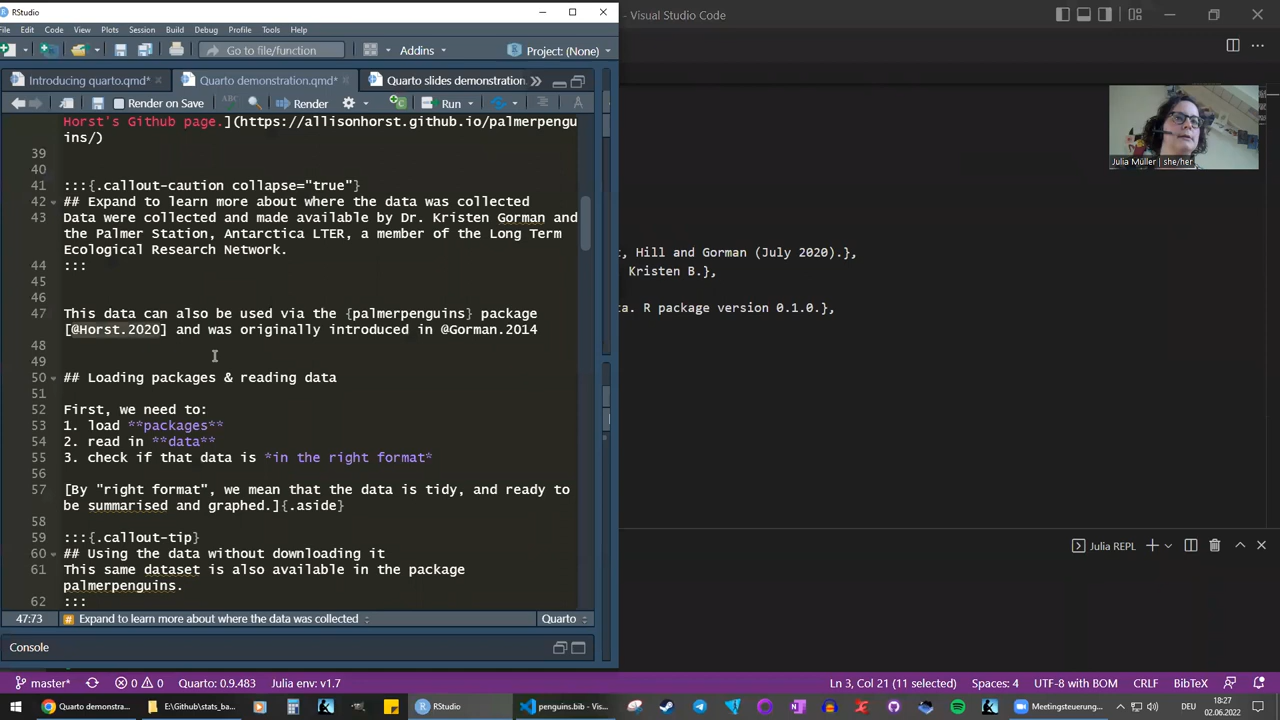 RStudio
- Visual Studio Code
File Edit Code View Plots Session Build Debug Profile Tools Help
Go to file/function
Addins
Project: (None)
Introducing quarto.qmd*
Quarto demonstration.qmd*
Quarto slides demonstration
Render on Save
Render
Run
Horst's Github page.](https://allisonhorst.github.io/palmerpengu
ins/)
39
40
41 :::{.callout-caution collapse="true"}
42 ## Expand to learn more about where the data was collected
43 Data were collected and made available by Dr. Kristen Gorman and
the Palmer Station, Antarctica LTER, a member of the Long Term
Ecological Research Network.
44 :::
45
46
47 This data can also be used via the {palmerpenguins} package
[@Horst.2020] and was originally introduced in @Gorman.2014
48
49
50 ## Loading packages & reading data
51
52 First, we need to:
53 1. load **packages**
54 2. read in **data**
55 3. check if that data is *in the right format*
56
57 [By "right format", we mean that the data is tidy, and ready to
be summarised and graphed.]{.aside}
58
59 :::{.callout-tip}
60 ## Using the data without downloading it
61 This same dataset is also available in the package
palmerpenguins.
62 :::
47:73
Expand to learn more about where the data was collected
Quarto
Console
Julia Müller | she/her
, Hill and Gorman (July 2020).},
Kristen B.},
ta. R package version 0.1.0.},
Julia REPL
master*
0 0
Quarto: 0.9.483
Julia env: v1.7
Ln 3, Col 21 (11 selected)
Spaces: 4
UTF-8 with BOM
CRLF
BibTeX
Quarto demonstra...
E:\Github\stats_ba...
RStudio
penguins.bib - Vis...
Meetingsteuerung...
DEU
18:27
02.06.2022